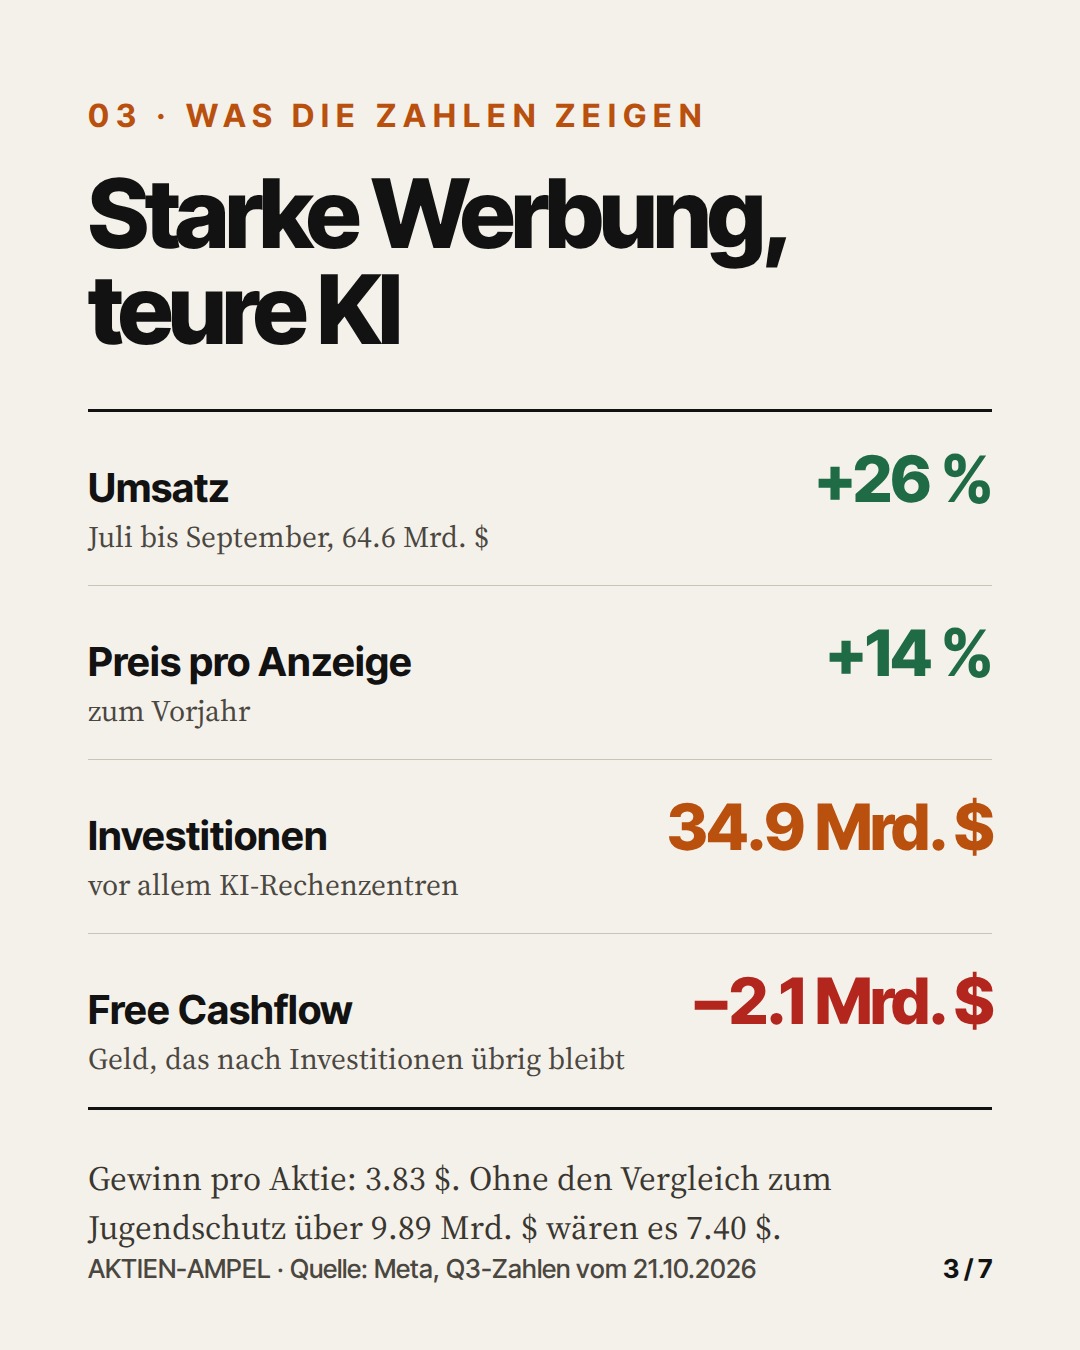 03 · WAS DIE ZAHLEN ZEIGEN
Starke Werbung,
teure KI
Umsatz
+26 %
Juli bis September, 64.6 Mrd. $
Preis pro Anzeige
+14 %
zum Vorjahr
Investitionen
34.9 Mrd. $
vor allem KI-Rechenzentren
Free Cashflow
−2.1 Mrd. $
Geld, das nach Investitionen übrig bleibt
Gewinn pro Aktie: 3.83 $. Ohne den Vergleich zum
Jugendschutz über 9.89 Mrd. $ wären es 7.40 $.
AKTIEN-AMPEL · Quelle: Meta, Q3-Zahlen vom 21.10.2026
3 / 7